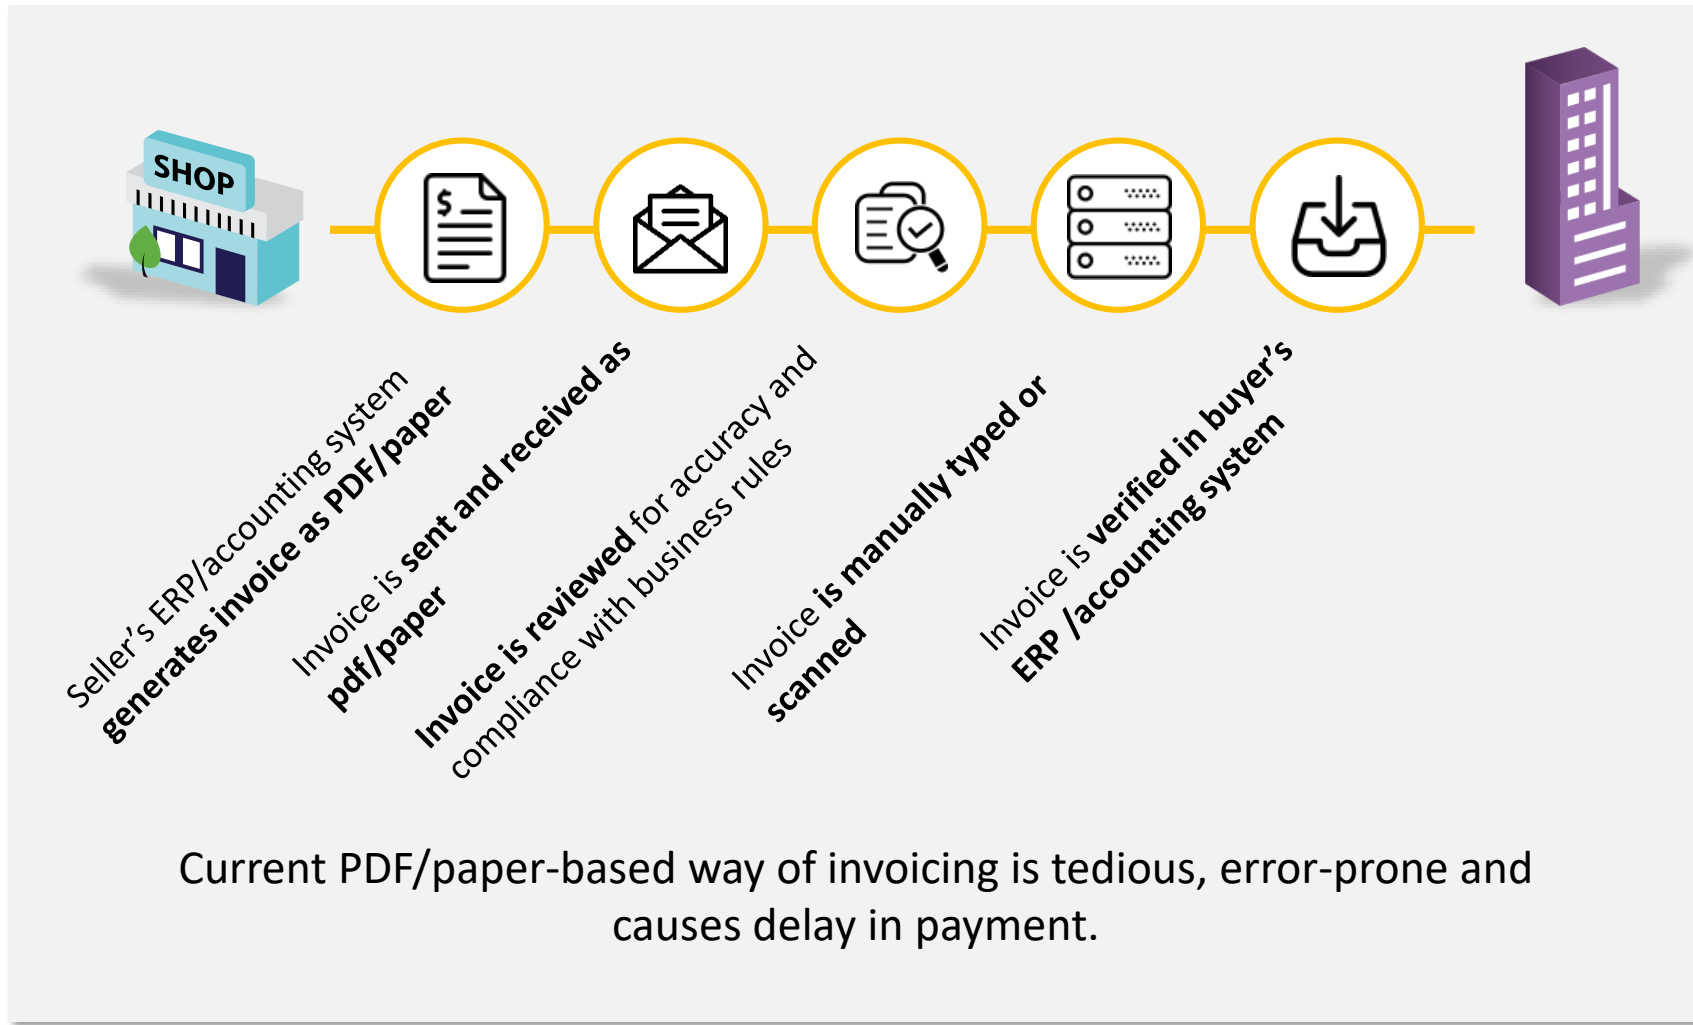 SHOP
$
Seller's ERP/accounting system
generates invoice as PDF/paper
Invoice is sent and received as
pdf/paper
Invoice is reviewed for accuracy and
compliance with business rules
Invoice is manually typed or
scanned
Invoice is verified in buyer's
ERP /accounting system
Current PDF/paper-based way of invoicing is tedious, error-prone and
causes delay in payment.